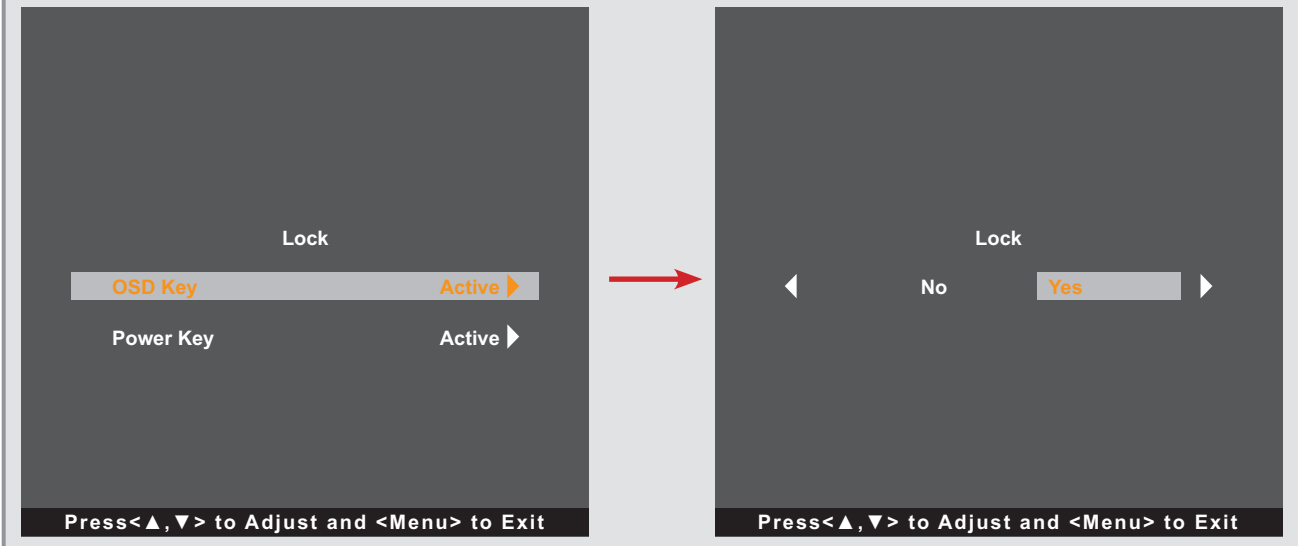 Lock
OSD Key Active
Power Key Active
Press<▲,▼> to Adjust and <Menu> to Exit
Lock
No Yes
Press<▲,▼> to Adjust and <Menu> to Exit